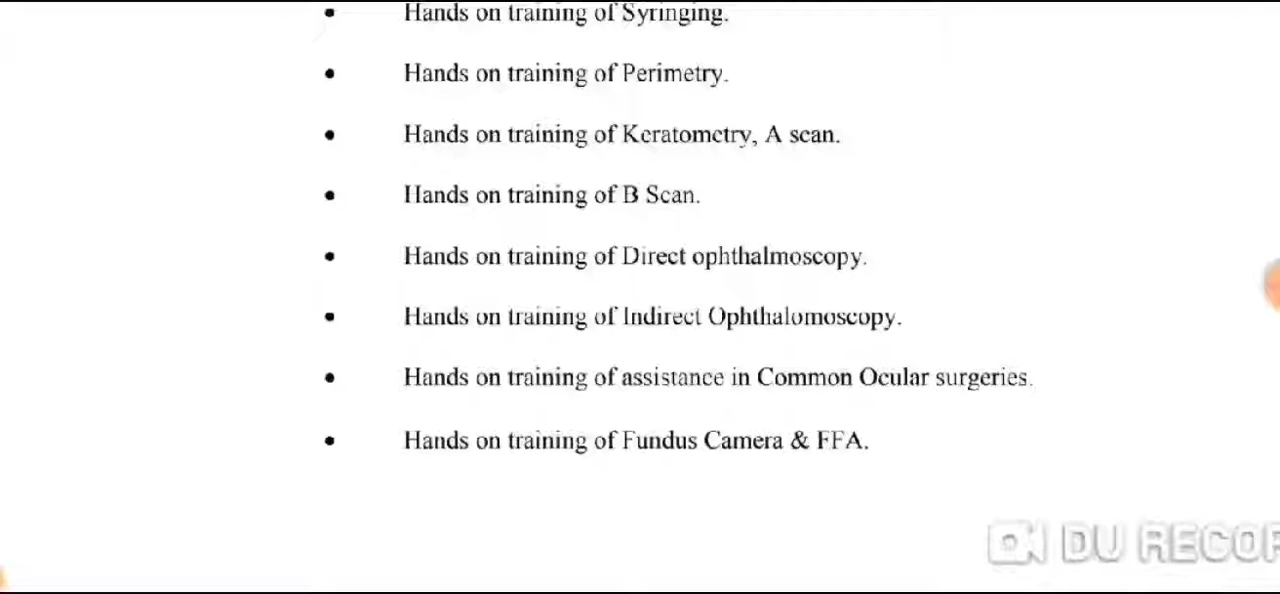 • Hands on training of Syringing.
• Hands on training of Perimetry.
• Hands on training of Keratometry, A scan.
• Hands on training of B Scan.
• Hands on training of Direct ophthalmoscopy.
• Hands on training of Indirect Ophthalomoscopy.
• Hands on training of assistance in Common Ocular surgeries.
• Hands on training of Fundus Camera & FFA.
DU RECOR